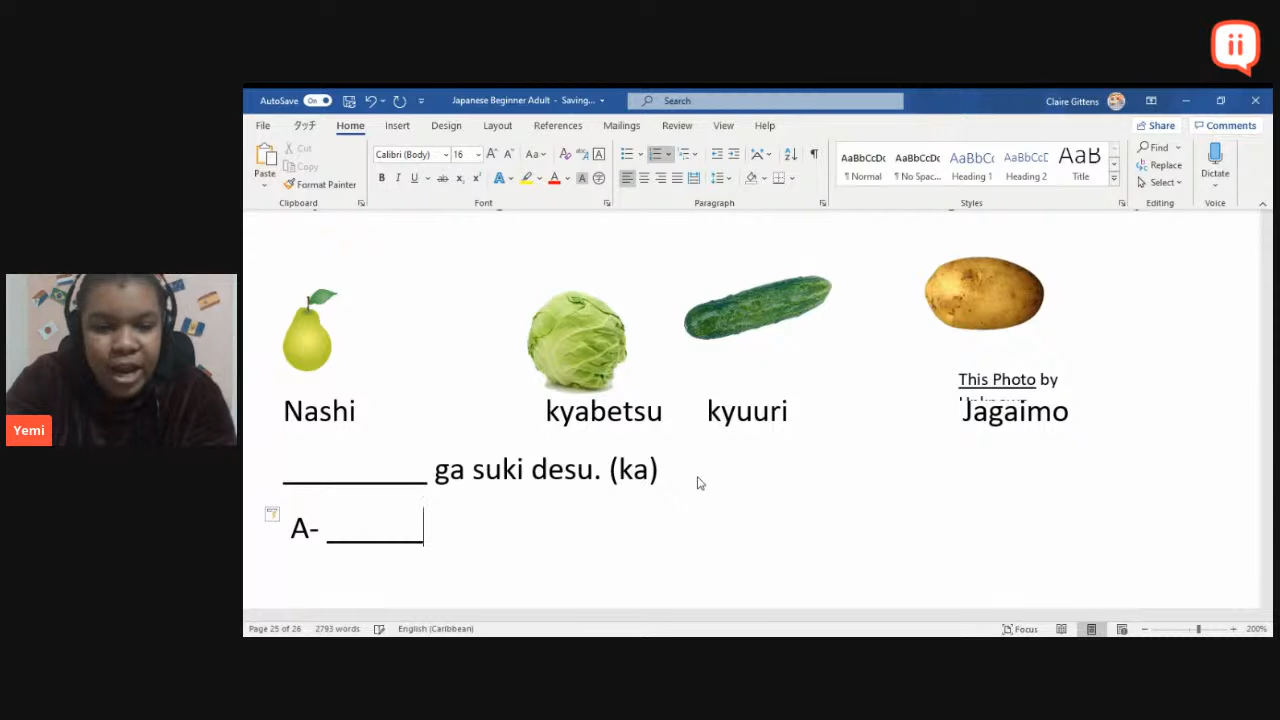 AutoSave On Japanese Beginner Adult - Saving... Search Claire Gittens
File タッチ Home Insert Design Layout References Mailings Review View Help Share Comments
Paste Cut Copy Format Painter
Calibri (Body) 16
AaBbCcDc AaBbCcDc AaBbCc AaBbCcD AaB
¶ Normal ¶ No Spac... Heading 1 Heading 2 Title
Find Replace Select Dictate
Clipboard Font Paragraph Styles Editing Voice
This Photo by
Nashi kyabetsu kyuuri Jagaimo
__________ ga suki desu. (ka)
A- _______
Yemi
Page 25 of 26 2793 words English (Caribbean) Focus 200%